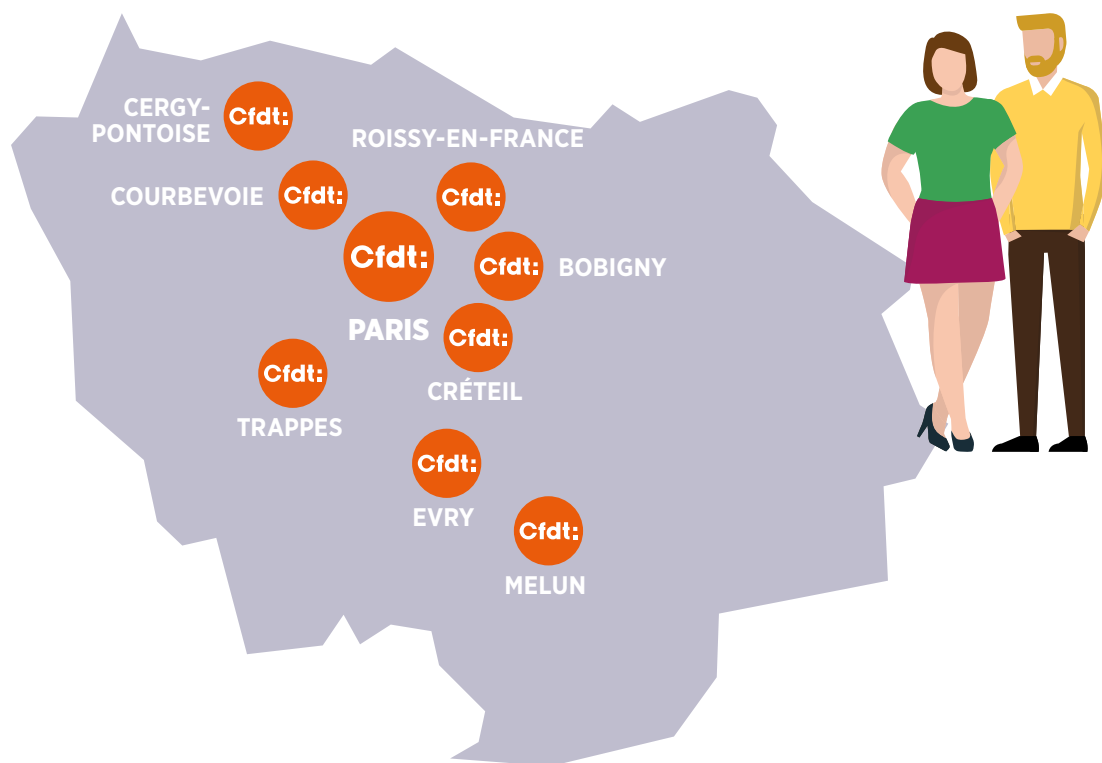 CERGY-
PONTOISE
Cfdt:
ROISSY-EN-FRANCE
COURBEVOIE
Cfdt:
Cfdt:
Cfdt:
PARIS
Cfdt:
BOBIGNY
Cfdt:
CRÉTEIL
Cfdt:
TRAPPES
Cfdt:
EVRY
Cfdt:
MELUN